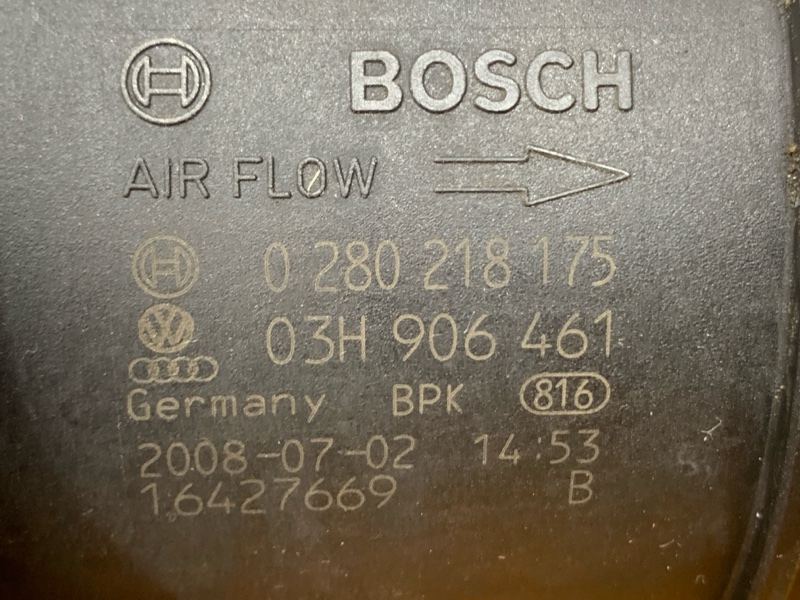 BOSCH
AIR FLOW
0 280 218 175
03H 906 461
Germany BPK 816
2008-07-02 14:53
16427669 B